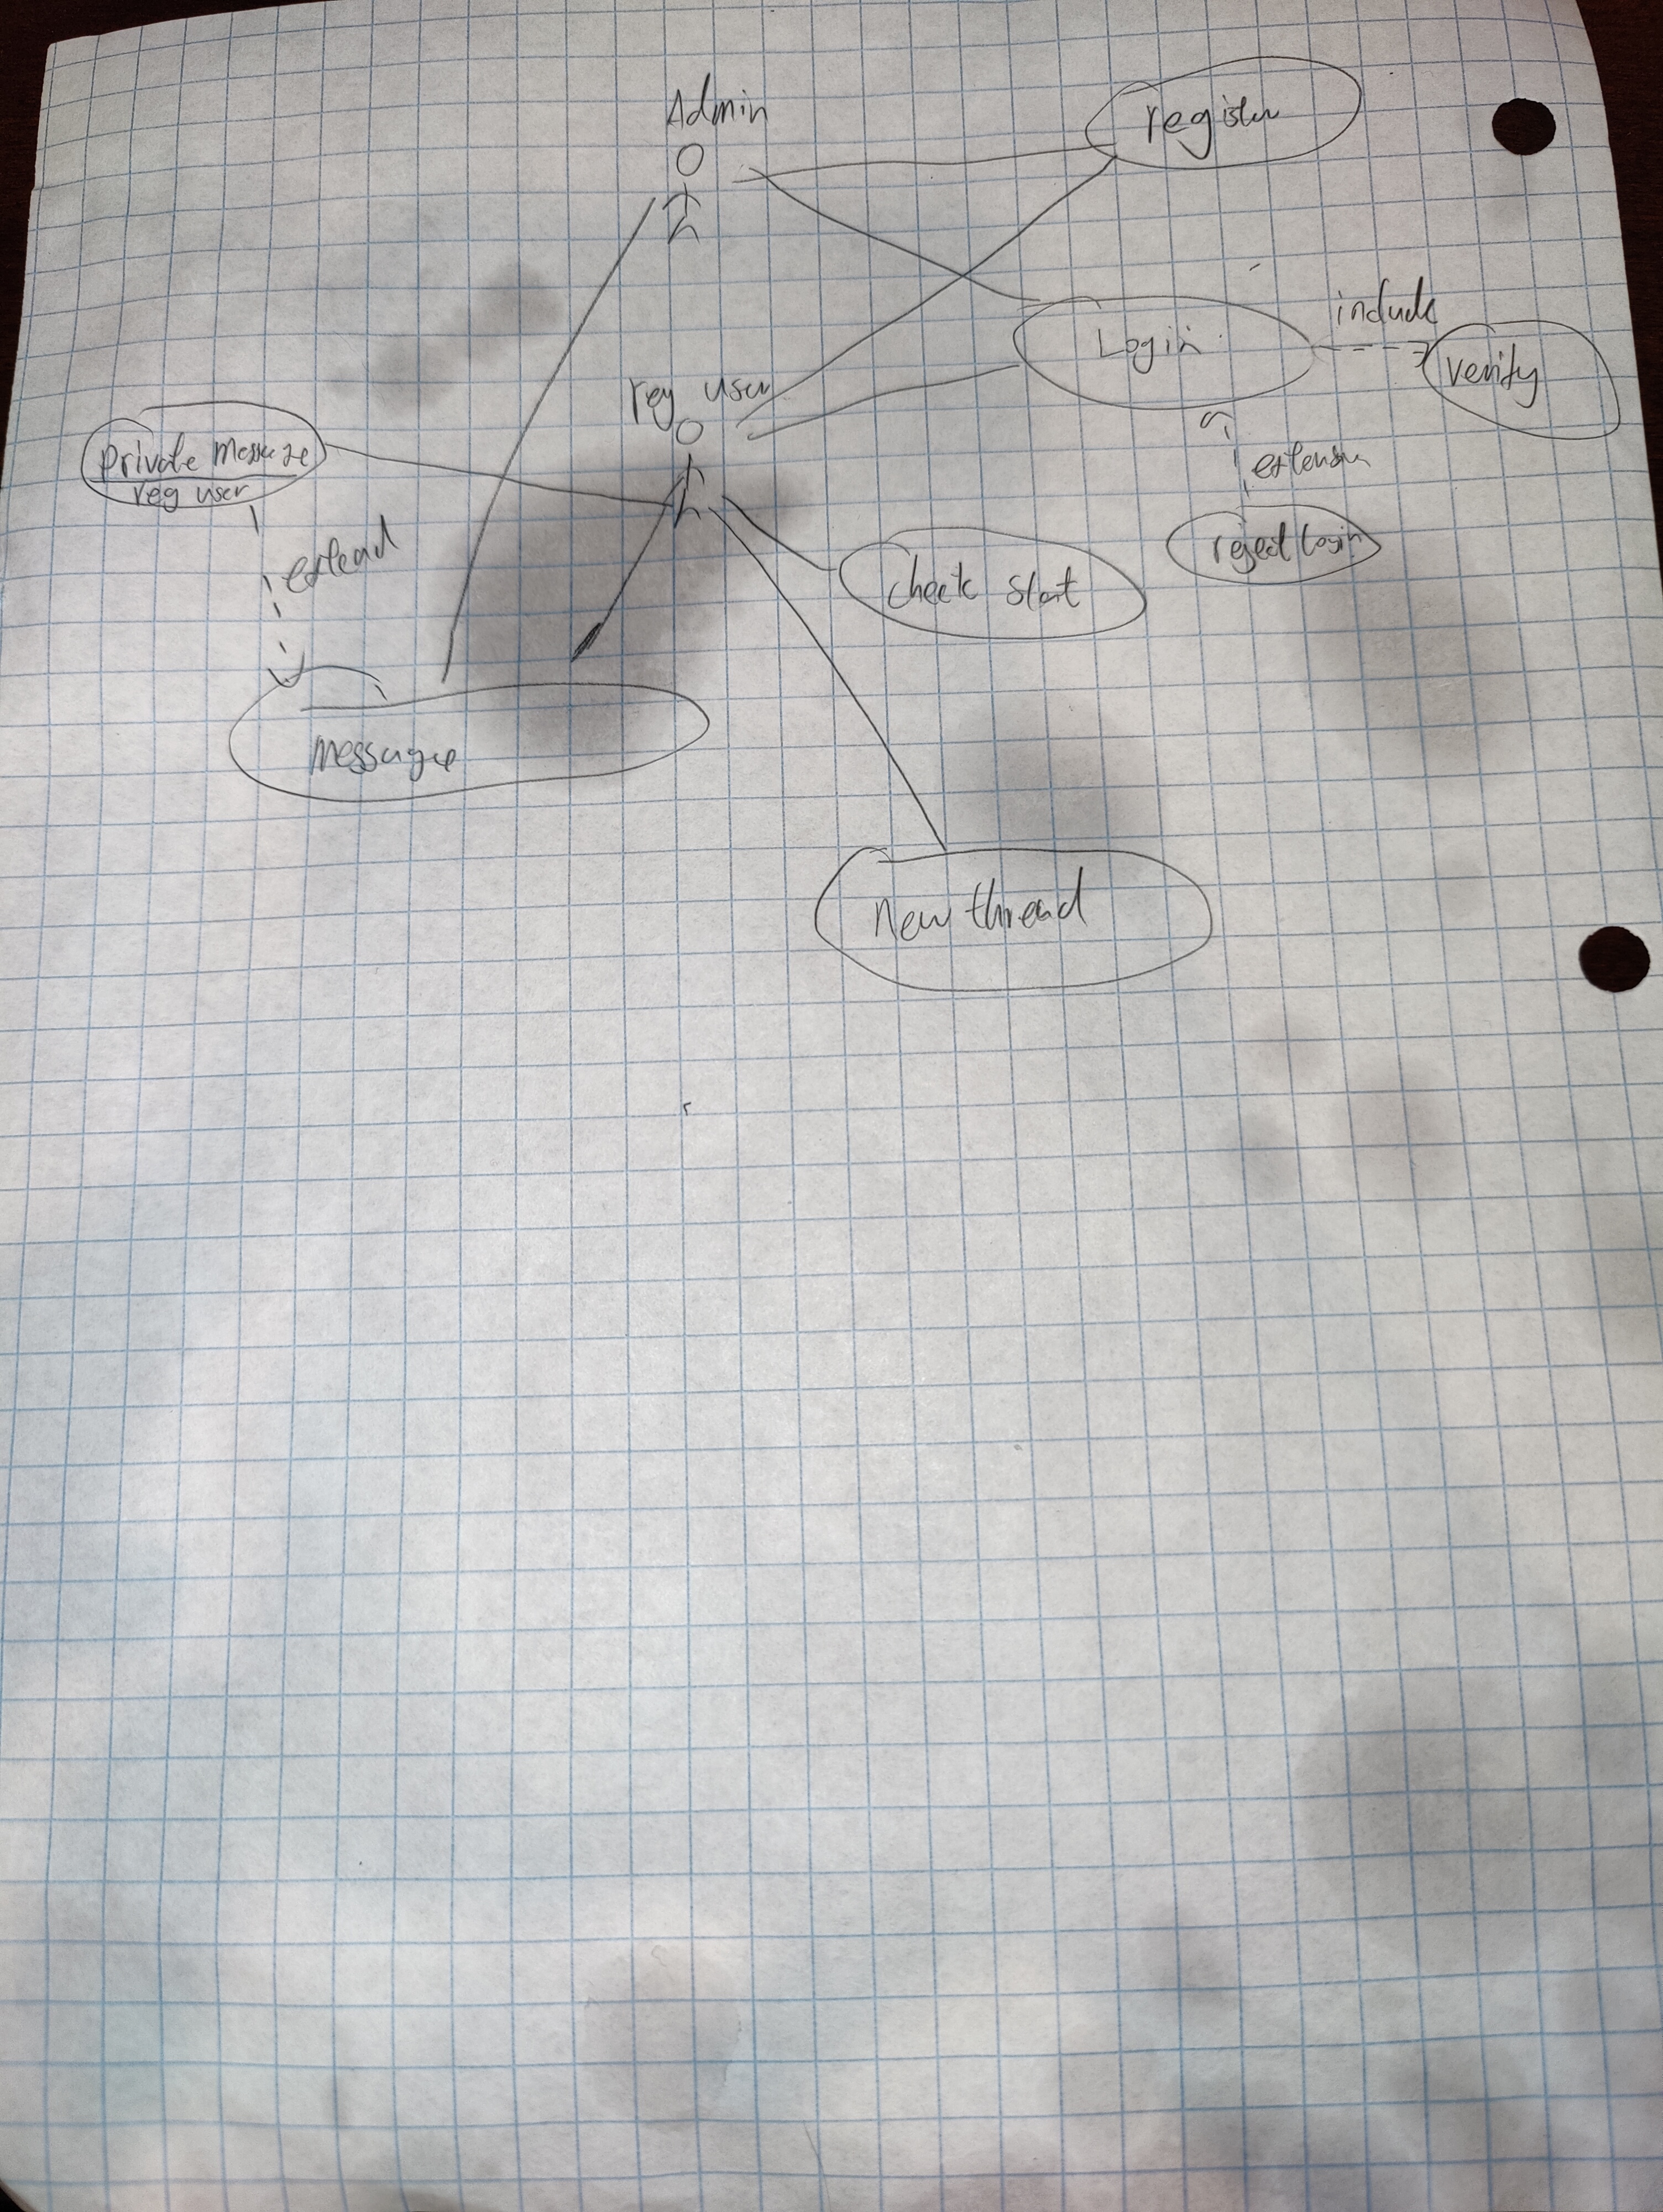 Admin
register
include
Login
verify
reg user
private message
reg user
extension
extend
reject login
check stat
message
new thread